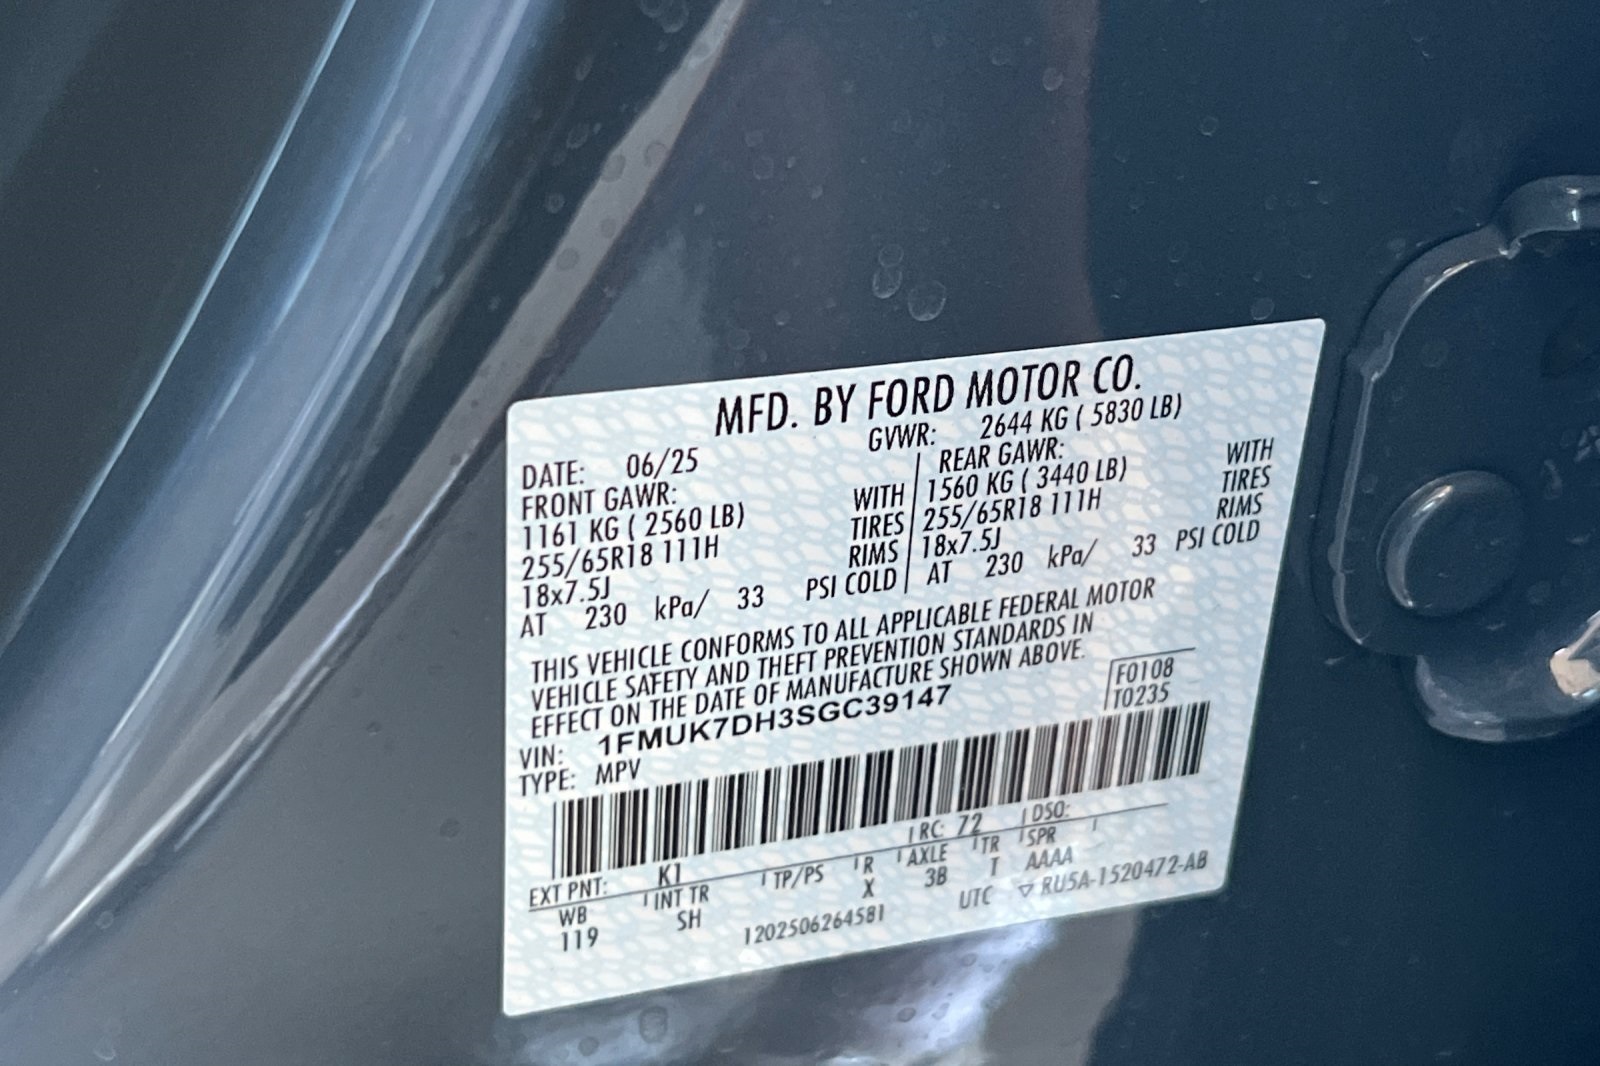 MFD. BY FORD MOTOR CO.
DATE: 06/25 GVWR: 2644 KG ( 5830 LB)
FRONT GAWR: REAR GAWR:
1161 KG ( 2560 LB) WITH 1560 KG ( 3440 LB) WITH
255/65R18 111H TIRES 255/65R18 111H TIRES
18x7.5J RIMS 18x7.5J RIMS
AT 230 kPa/ 33 PSI COLD AT 230 kPa/ 33 PSI COLD
THIS VEHICLE CONFORMS TO ALL APPLICABLE FEDERAL MOTOR
VEHICLE SAFETY AND THEFT PREVENTION STANDARDS IN
EFFECT ON THE DATE OF MANUFACTURE SHOWN ABOVE.
F0108
VIN: 1FMUK7DH3SGC39147 T0235
TYPE: MPV
EXT PNT: K1 RC: 72 DSO:
WB INT TR TP/PS R AXLE TR SPR
119 SH X 3B T AAAA
1202506264581 UTC ▽ RU5A-1520472-AB